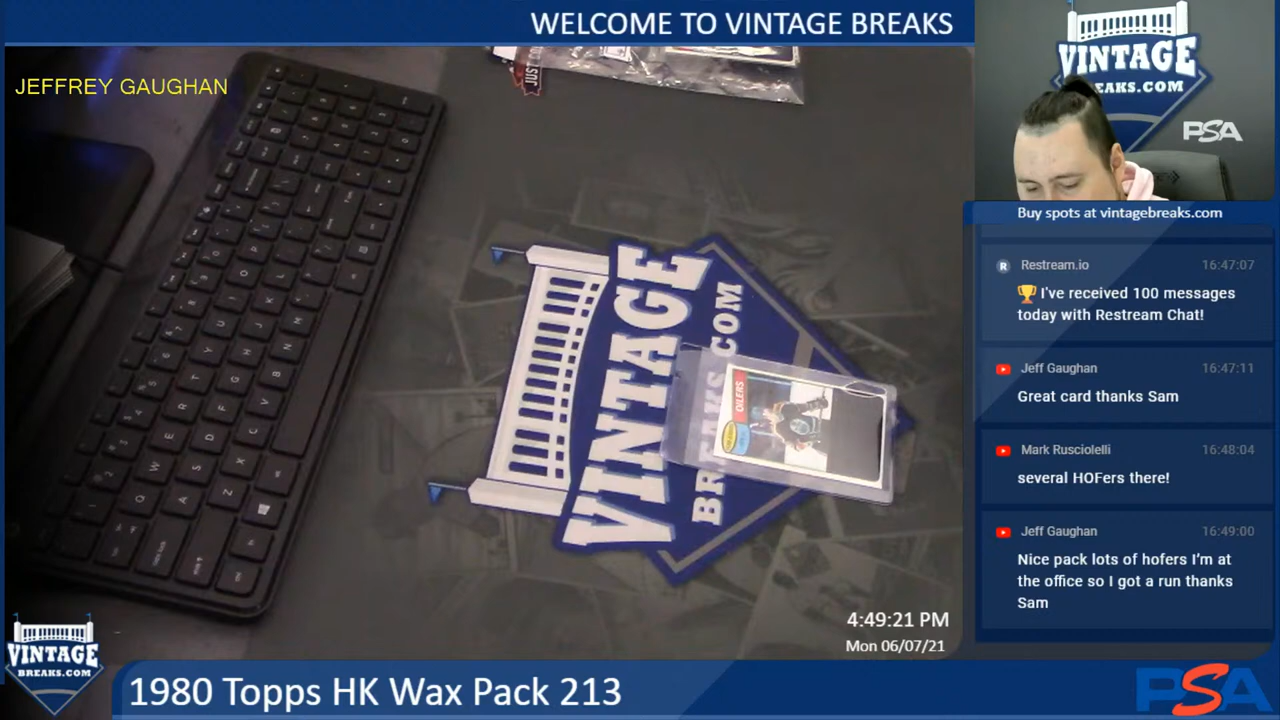 WELCOME TO VINTAGE BREAKS
JEFFREY GAUGHAN
JUST
VINTAGE
BREAKS.COM
PSA
Buy spots at vintagebreaks.com
Restream.io 16:47:07
🏆 I've received 100 messages
today with Restream Chat!
Jeff Gaughan 16:47:11
Great card thanks Sam
Mark Rusciolelli 16:48:04
several HOFers there!
Jeff Gaughan 16:49:00
Nice pack lots of hofers I'm at
the office so I got a run thanks
Sam
VINTAGE
BREAKS.COM
OILERS
4:49:21 PM
Mon 06/07/21
VINTAGE
BREAKS.COM
1980 Topps HK Wax Pack 213
PSA